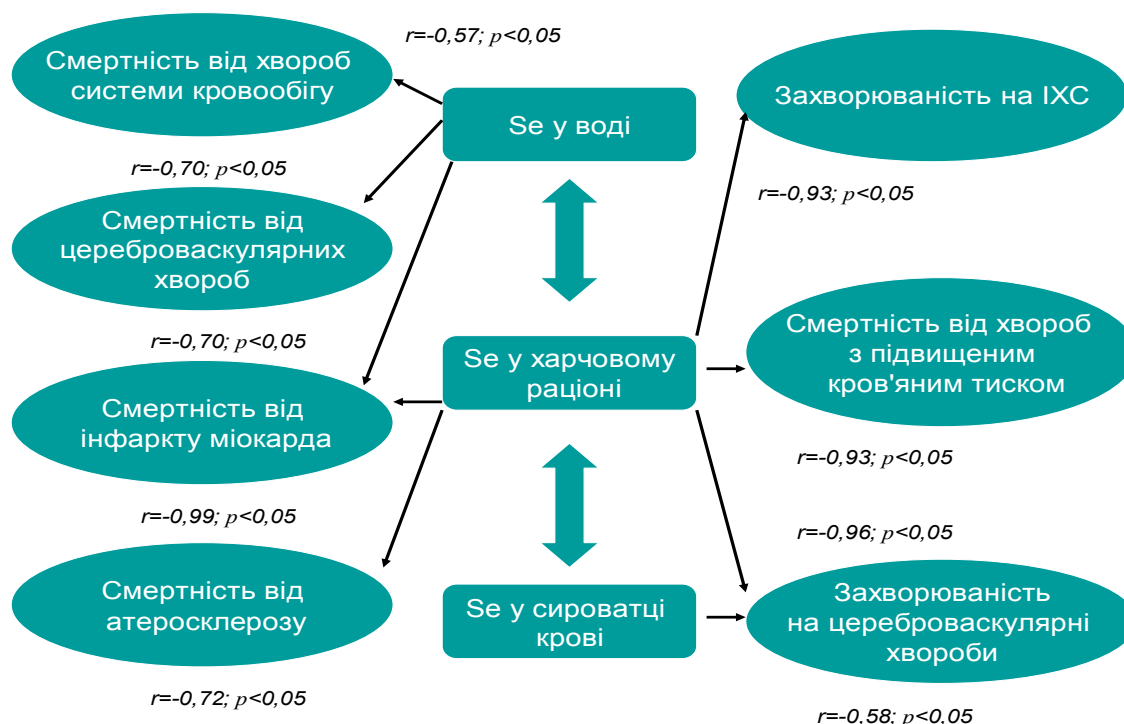 r=-0,57; p<0,05
Смертність від хвороб
системи кровообігу
Se у воді
Захворюваність на ІХС
r=-0,70; p<0,05
r=-0,93; p<0,05
Смертність від
цереброваскулярних
хвороб
r=-0,70; p<0,05
Se у харчовому
раціоні
Смертність від хвороб
з підвищеним
кров'яним тиском
Смертність від
інфаркту міокарда
r=-0,93; p<0,05
r=-0,99; p<0,05
r=-0,96; p<0,05
Смертність від
атеросклерозу
Se у сироватці
крові
Захворюваність
на цереброваскулярні
хвороби
r=-0,72; p<0,05
r=-0,58; p<0,05